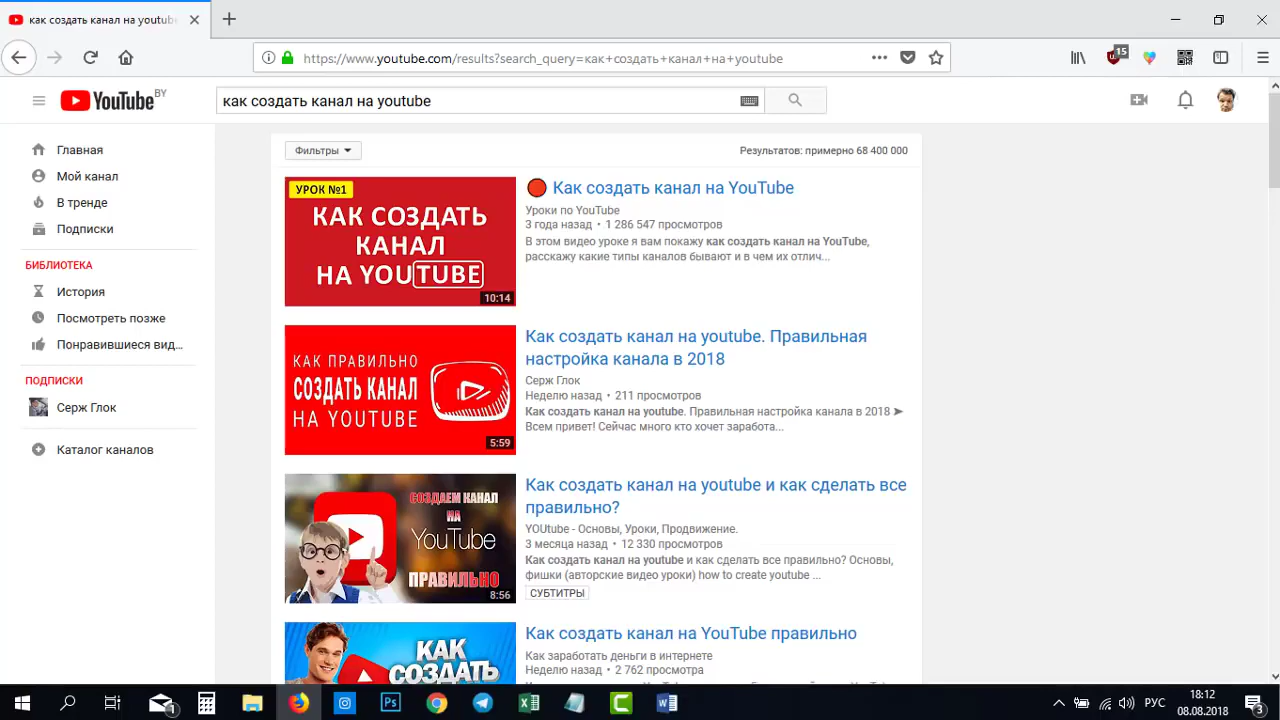 как создать канал на youtube
https://www.youtube.com/results?search_query=как+создать+канал+на+youtube
15
YouTube BY
как создать канал на youtube
Главная
Мой канал
В тренде
Подписки
БИБЛИОТЕКА
История
Посмотреть позже
Понравившиеся вид...
ПОДПИСКИ
Серж Глок
Каталог каналов
Фильтры
Результатов: примерно 68 400 000
УРОК №1
КАК СОЗДАТЬ
КАНАЛ
НА YOUTUBE
10:14
Как создать канал на YouTube
Уроки по YouTube
3 года назад • 1 286 547 просмотров
В этом видео уроке я вам покажу как создать канал на YouTube,
расскажу какие типы каналов бывают и в чем их отлич...
КАК ПРАВИЛЬНО
СОЗДАТЬ КАНАЛ
НА YOUTUBE
5:59
Как создать канал на youtube. Правильная
настройка канала в 2018
Серж Глок
Неделю назад • 211 просмотров
Как создать канал на youtube. Правильная настройка канала в 2018 ➤
Всем привет! Сейчас много кто хочет заработа...
СОЗДАЕМ КАНАЛ
НА
YouTube
ПРАВИЛЬНО
8:56
Как создать канал на youtube и как сделать все
правильно?
YOUtube - Основы, Уроки, Продвижение.
3 месяца назад • 12 330 просмотров
Как создать канал на youtube и как сделать все правильно? Основы,
фишки (авторские видео уроки) how to create youtube ...
СУБТИТРЫ
КАК
СОЗДАТЬ
Как создать канал на YouTube правильно
Как заработать деньги в интернете
Неделю назад • 2 762 просмотра
1
Ps
РУС
18:12
08.08.2018
3